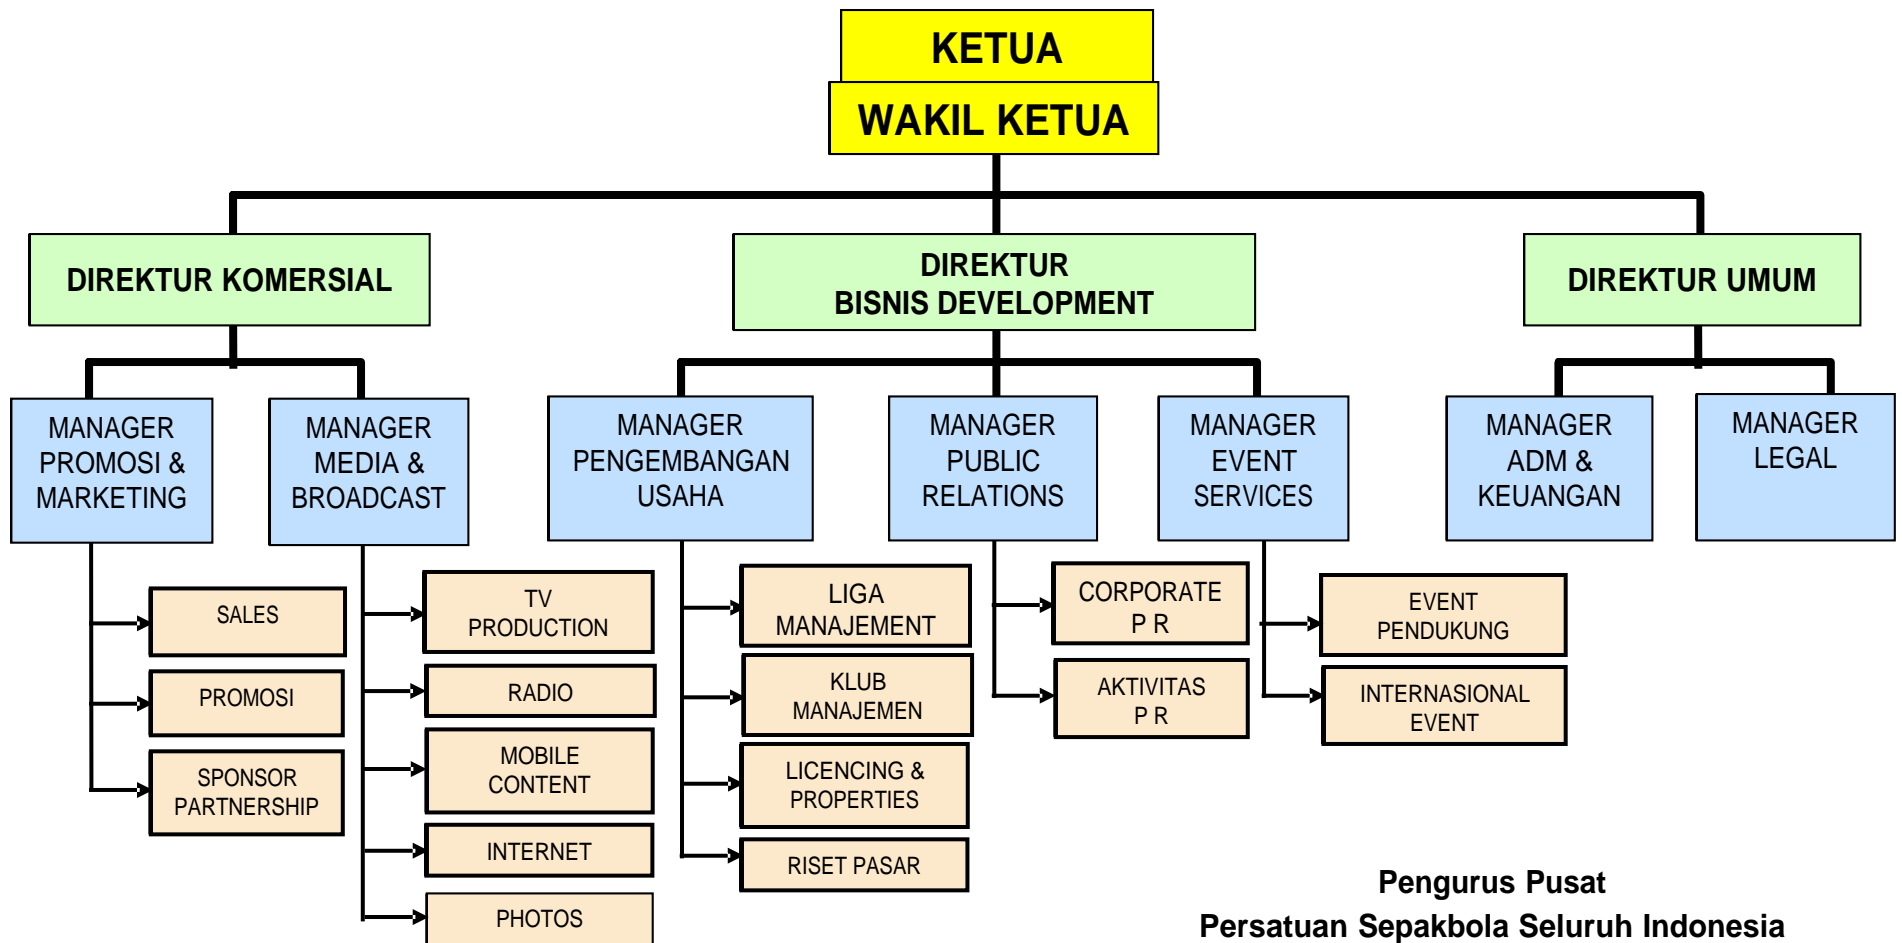 KETUA
WAKIL KETUA
DIREKTUR KOMERSIAL
DIREKTUR
BISNIS DEVELOPMENT
DIREKTUR UMUM
MANAGER
PROMOSI &
MARKETING
MANAGER
MEDIA &
BROADCAST
MANAGER
PENGEMBANGAN
USAHA
MANAGER
PUBLIC
RELATIONS
MANAGER
EVENT
SERVICES
MANAGER
ADM &
KEUANGAN
MANAGER
LEGAL
SALES
PROMOSI
SPONSOR
PARTNERSHIP
TV
PRODUCTION
RADIO
MOBILE
CONTENT
INTERNET
PHOTOS
LIGA
MANAJEMENT
KLUB
MANAJEMEN
LICENCING &
PROPERTIES
RISET PASAR
CORPORATE
P R
AKTIVITAS
P R
EVENT
PENDUKUNG
INTERNASIONAL
EVENT
Pengurus Pusat
Persatuan Sepakbola Seluruh Indonesia